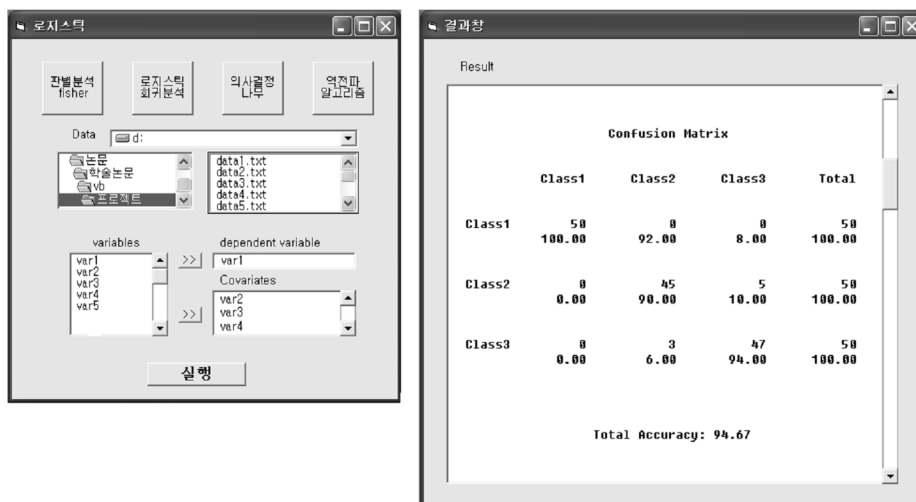 로지스틱
판별분석
fisher
로지스틱
회귀분석
의사결정
나무
역전파
알고리즘
Data
d:
논문
학술논문
vb
프로젝트
data1.txt
data2.txt
data3.txt
data4.txt
data5.txt
variables
var1
var2
var3
var4
var5
>>
dependent variable
var1
Covariates
>>
var2
var3
var4
실행
결과창
Result
Confusion Matrix
Class1 Class2 Class3 Total
Class1 50 0 0 50
100.00 92.00 8.00 100.00
Class2 0 45 5 50
0.00 90.00 10.00 100.00
Class3 0 3 47 50
0.00 6.00 94.00 100.00
Total Accuracy: 94.67